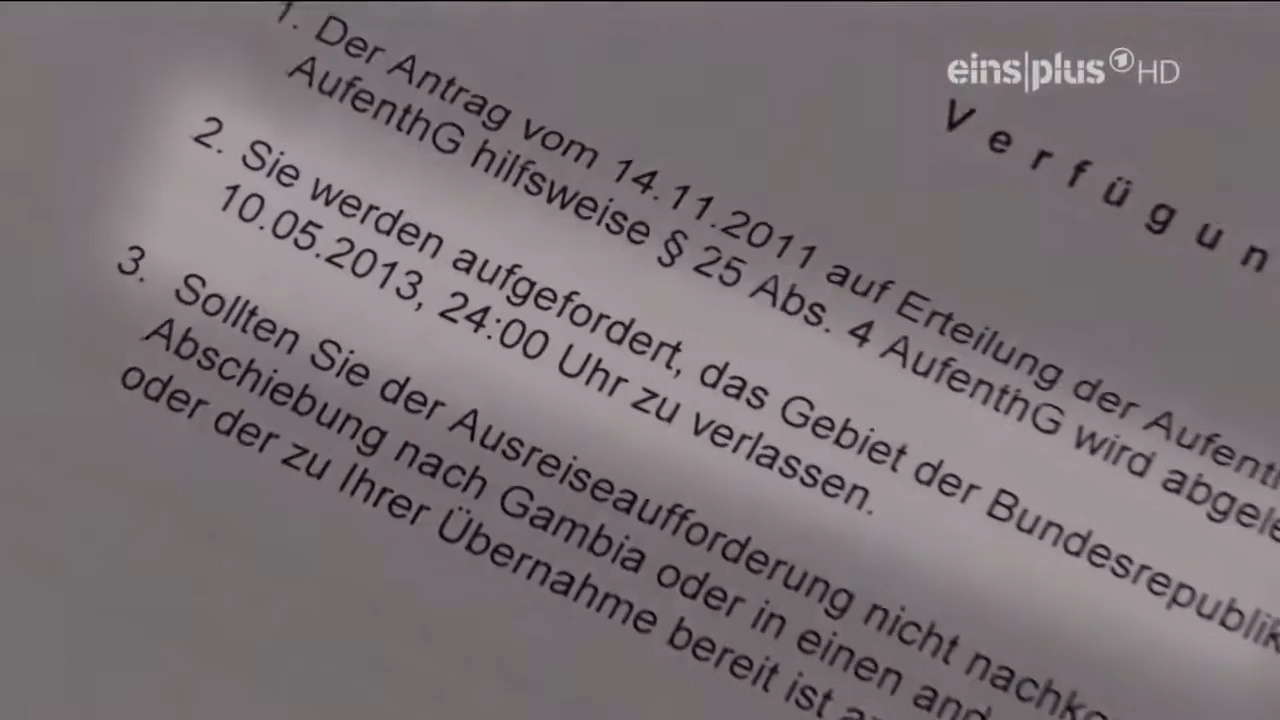 eins|plus HD
Verfügun
1. Der Antrag vom 14.11.2011 auf Erteilung der Aufenth
AufenthG hilfsweise § 25 Abs. 4 AufenthG wird abgele
2. Sie werden aufgefordert, das Gebiet der Bundesrepublik
10.05.2013, 24:00 Uhr zu verlassen.
3. Sollten Sie der Ausreiseaufforderung nicht nachko
Abschiebung nach Gambia oder in einen and
oder der zu Ihrer Übernahme bereit ist